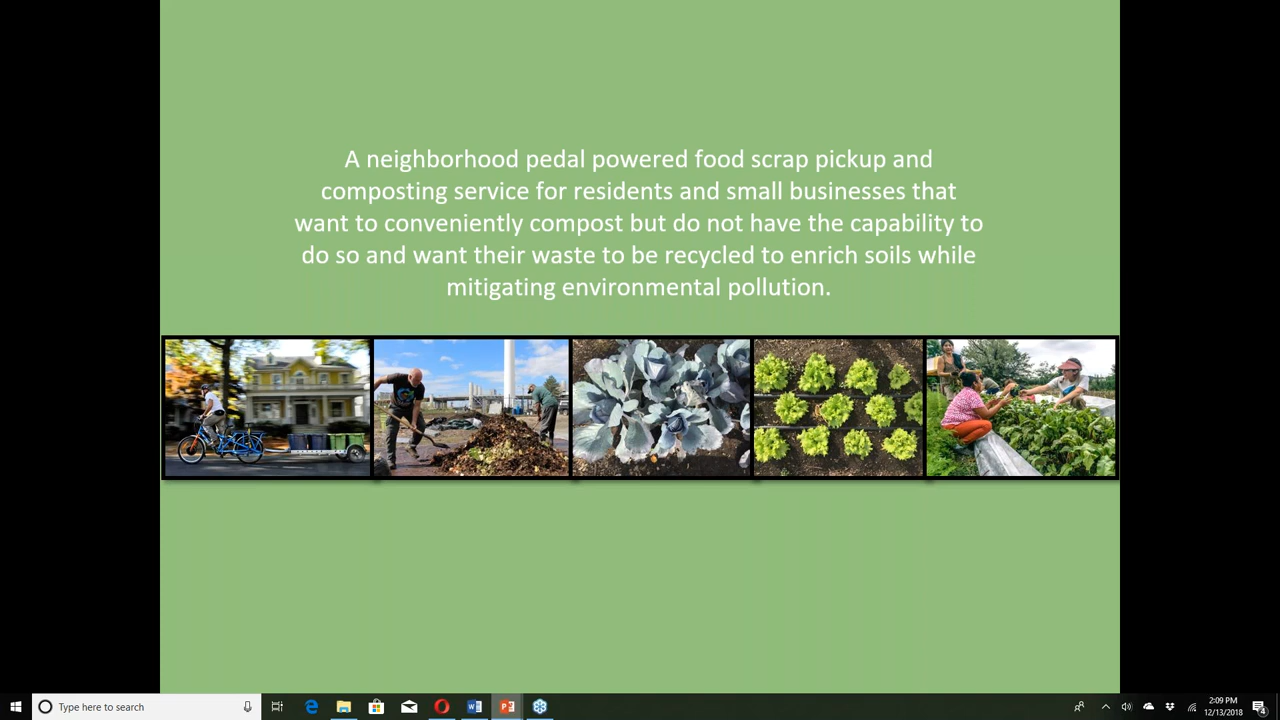 A neighborhood pedal powered food scrap pickup and
composting service for residents and small businesses that
want to conveniently compost but do not have the capability to
do so and want their waste to be recycled to enrich soils while
mitigating environmental pollution.
Type here to search
2:09 PM
12/13/2018
4